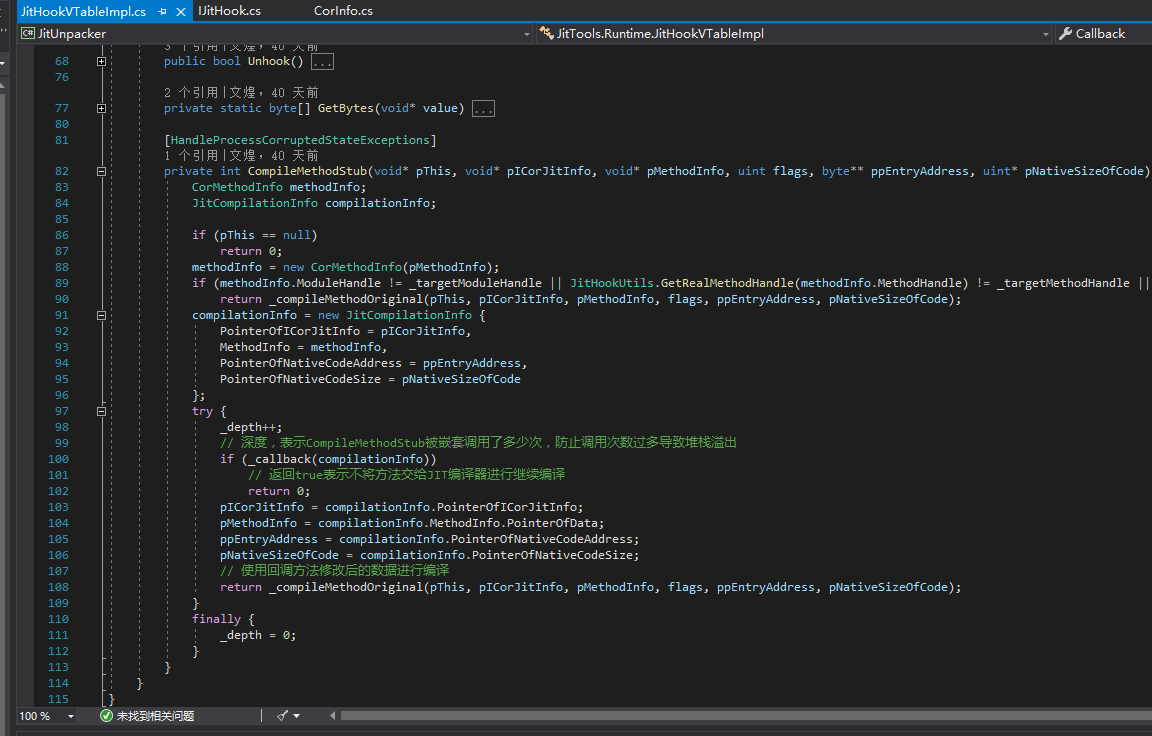 JitHookVTableImpl.cs IJitHook.cs CorInfo.cs
C# JitUnpacker JitTools.Runtime.JitHookVTableImpl Callback
3 个引用|文煌，40 天前
68 public bool Unhook() ...
76
2 个引用|文煌，40 天前
77 private static byte[] GetBytes(void* value) ...
80
81 [HandleProcessCorruptedStateExceptions]
1 个引用|文煌，40 天前
82 private int CompileMethodStub(void* pThis, void* pICorJitInfo, void* pMethodInfo, uint flags, byte** ppEntryAddress, uint* pNativeSizeOfCode)
83 CorMethodInfo methodInfo;
84 JitCompilationInfo compilationInfo;
85
86 if (pThis == null)
87 return 0;
88 methodInfo = new CorMethodInfo(pMethodInfo);
89 if (methodInfo.ModuleHandle != _targetModuleHandle || JitHookUtils.GetRealMethodHandle(methodInfo.MethodHandle) != _targetMethodHandle ||
90 return _compileMethodOriginal(pThis, pICorJitInfo, pMethodInfo, flags, ppEntryAddress, pNativeSizeOfCode);
91 compilationInfo = new JitCompilationInfo {
92 PointerOfICorJitInfo = pICorJitInfo,
93 MethodInfo = methodInfo,
94 PointerOfNativeCodeAddress = ppEntryAddress,
95 PointerOfNativeCodeSize = pNativeSizeOfCode
96 };
97 try {
98 _depth++;
99 // 深度，表示CompileMethodStub被嵌套调用了多少次，防止调用次数过多导致堆栈溢出
100 if (_callback(compilationInfo))
101 // 返回true表示不将方法交给JIT编译器进行继续编译
102 return 0;
103 pICorJitInfo = compilationInfo.PointerOfICorJitInfo;
104 pMethodInfo = compilationInfo.MethodInfo.PointerOfData;
105 ppEntryAddress = compilationInfo.PointerOfNativeCodeAddress;
106 pNativeSizeOfCode = compilationInfo.PointerOfNativeCodeSize;
107 // 使用回调方法修改后的数据进行编译
108 return _compileMethodOriginal(pThis, pICorJitInfo, pMethodInfo, flags, ppEntryAddress, pNativeSizeOfCode);
109 }
110 finally {
111 _depth = 0;
112 }
113 }
114 }
115 }
100 % 未找到相关问题